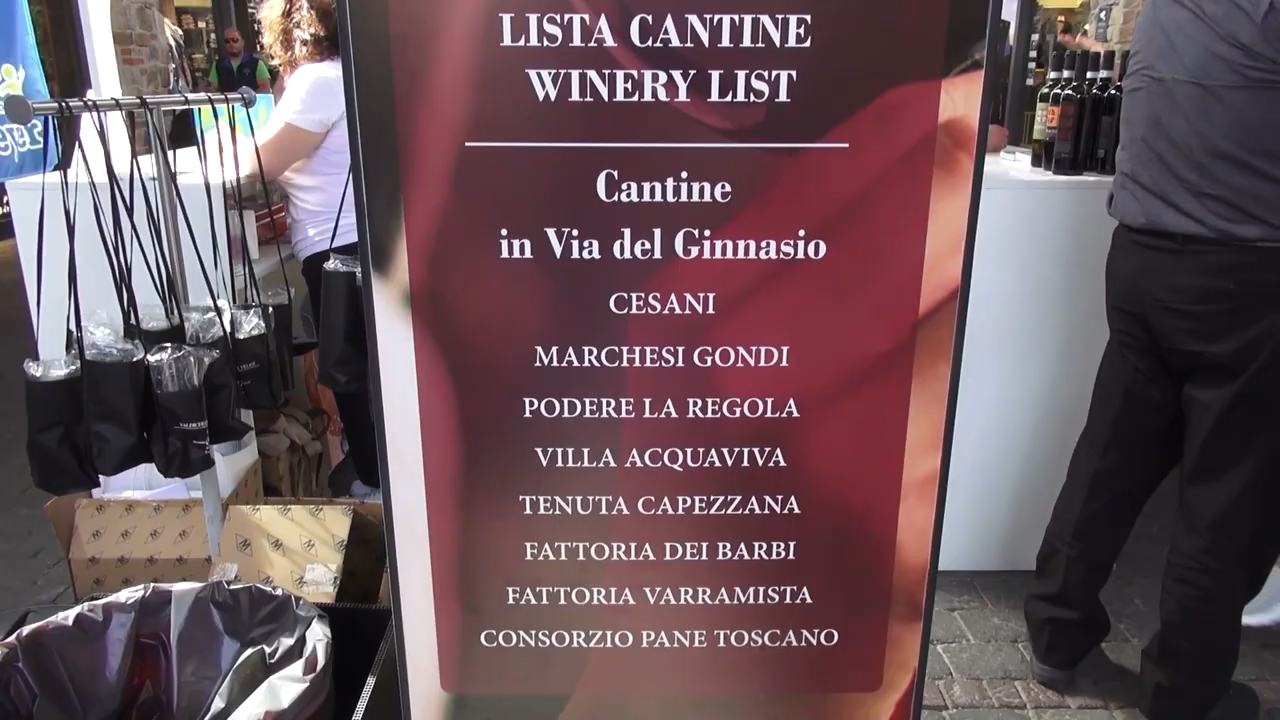 LISTA CANTINE
WINERY LIST
Cantine
in Via del Ginnasio
CESANI
MARCHESI GONDI
PODERE LA REGOLA
VILLA ACQUAVIVA
TENUTA CAPEZZANA
FATTORIA DEI BARBI
FATTORIA VARRAMISTA
CONSORZIO PANE TOSCANO